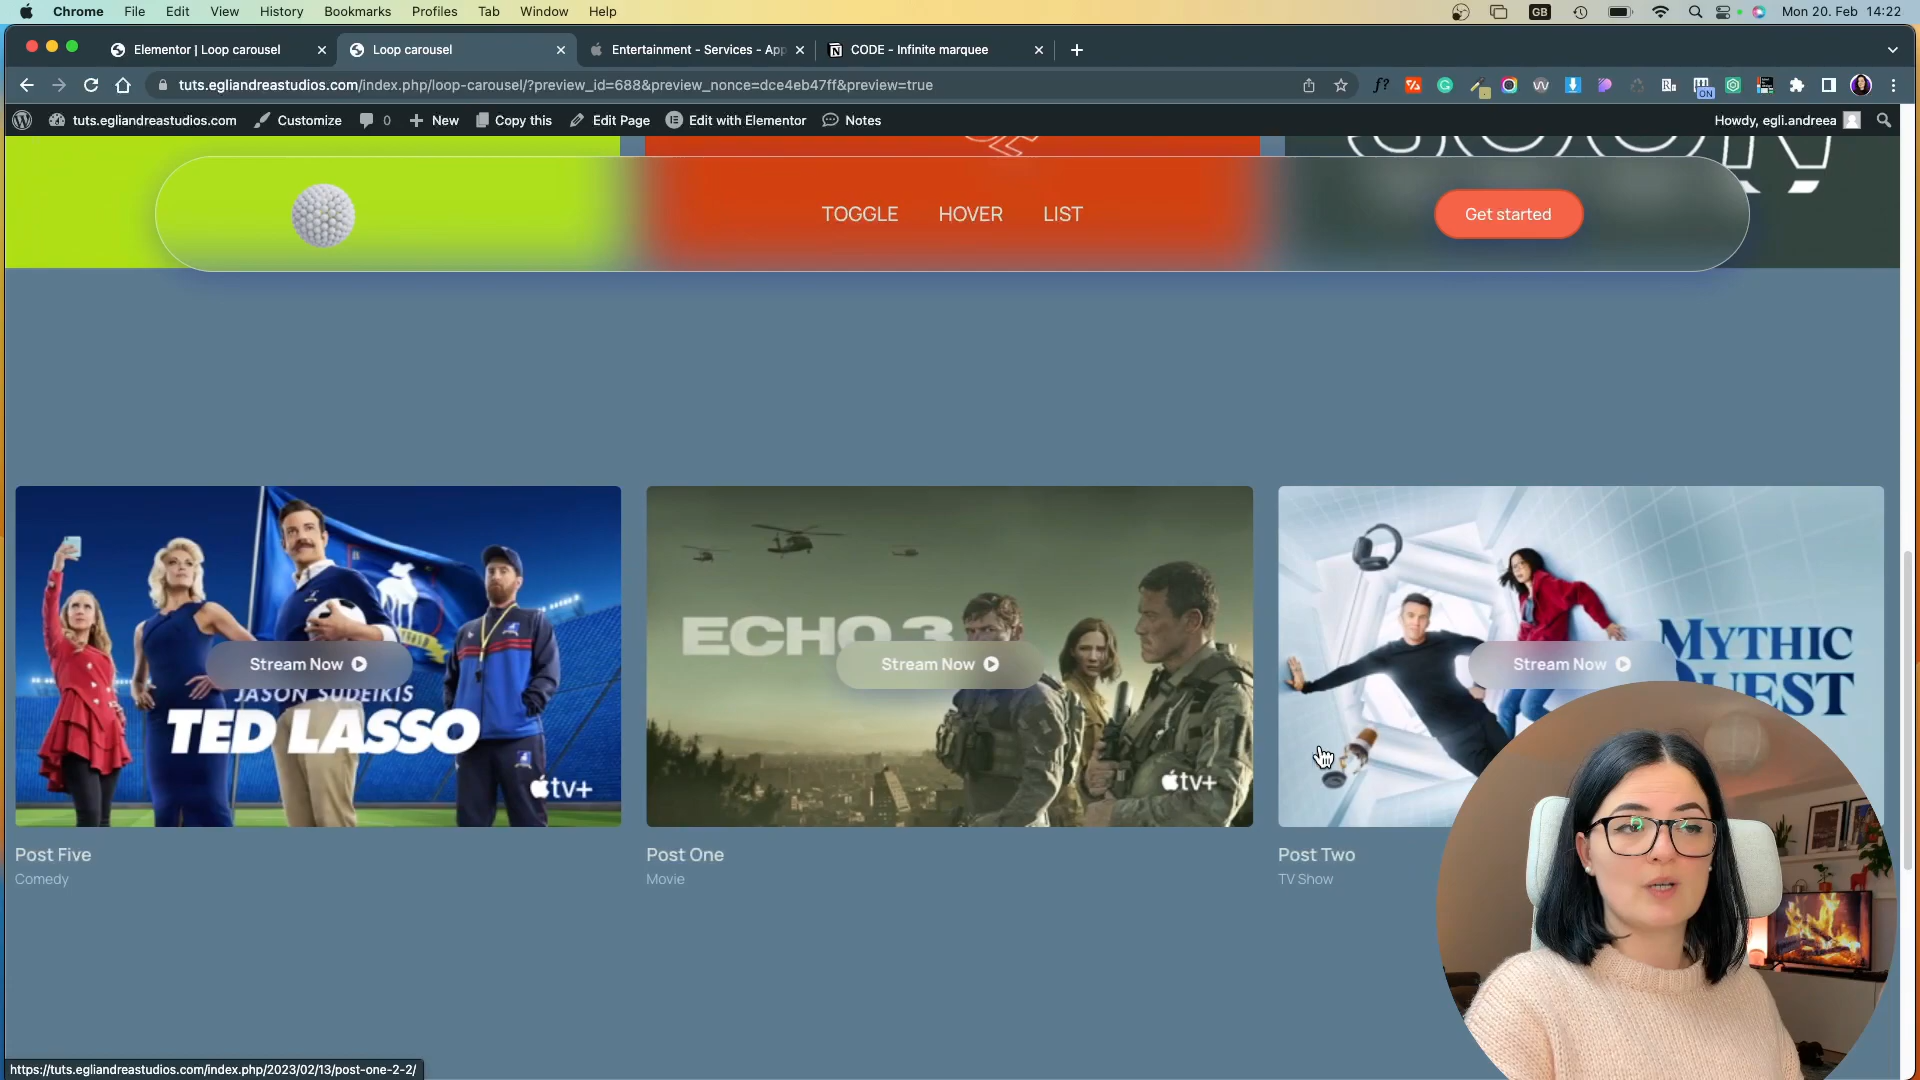 Chrome File Edit View History Bookmarks Profiles Tab Window Help GB Mon 20. Feb 14:22
Elementor | Loop carousel Loop carousel Entertainment - Services - App CODE - Infinite marquee
tuts.egliandreastudios.com/index.php/loop-carousel/?preview_id=688&preview_nonce=dce4eb47ff&preview=true
ON
tuts.egliandreastudios.com Customize 0 New Copy this Edit Page Edit with Elementor Notes Howdy, egli.andreea
TOGGLE HOVER LIST Get started
Stream Now
JASON SUDEIKIS
TED LASSO
tv+
Post Five
Comedy
ECHO 3
Stream Now
tv+
Post One
Movie
MYTHIC
QUEST
Stream Now
Post Two
TV Show
https://tuts.egliandreastudios.com/index.php/2023/02/13/post-one-2-2/